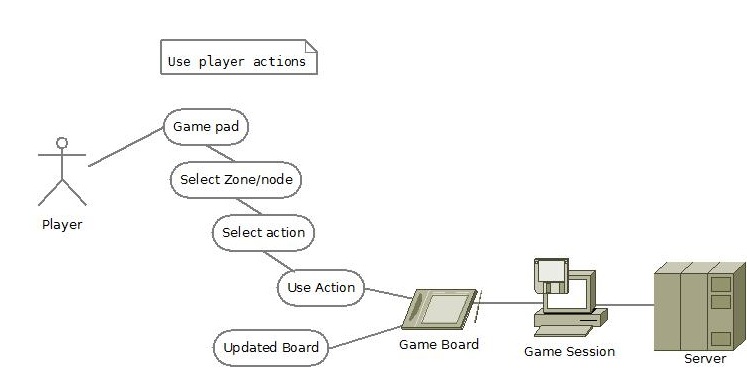 Use player actions
Game pad
Select Zone/node
Player
Select action
Use Action
Game Board
Updated Board
Game Session
Server